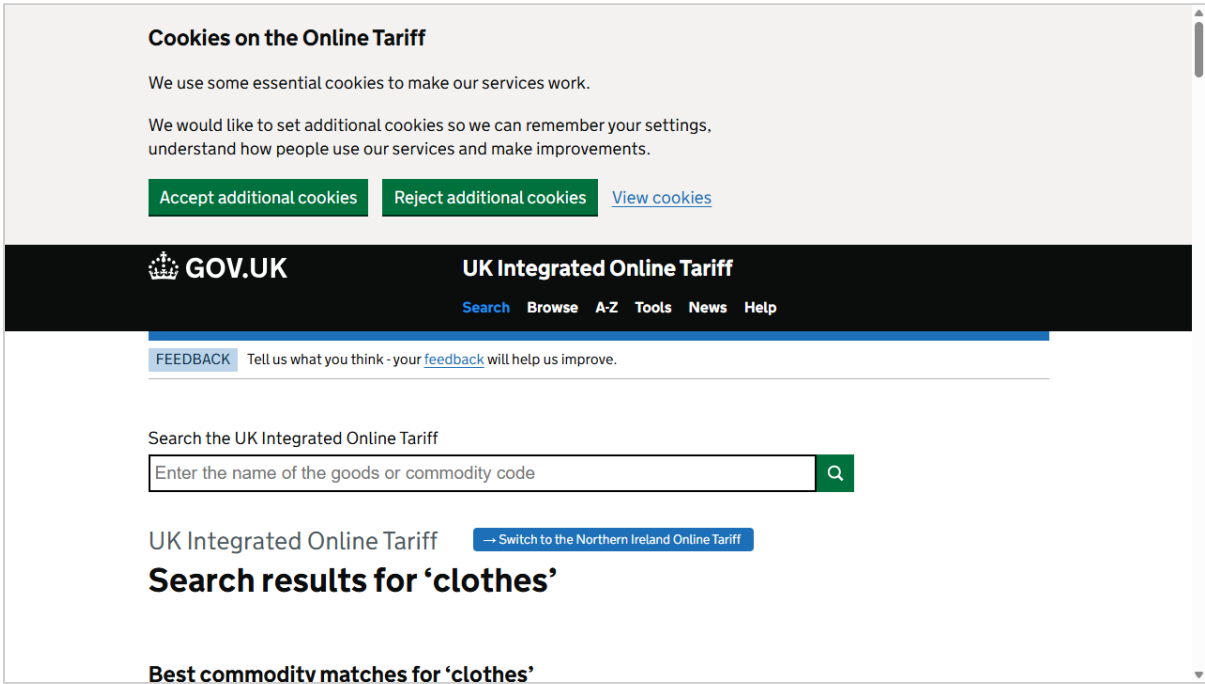 Cookies on the Online Tariff
We use some essential cookies to make our services work.
We would like to set additional cookies so we can remember your settings,
understand how people use our services and make improvements.
Accept additional cookies Reject additional cookies View cookies
GOV.UK UK Integrated Online Tariff
Search Browse A-Z Tools News Help
FEEDBACK Tell us what you think - your feedback will help us improve.
Search the UK Integrated Online Tariff
Enter the name of the goods or commodity code
UK Integrated Online Tariff → Switch to the Northern Ireland Online Tariff
Search results for ‘clothes’
Best commodity matches for ‘clothes’